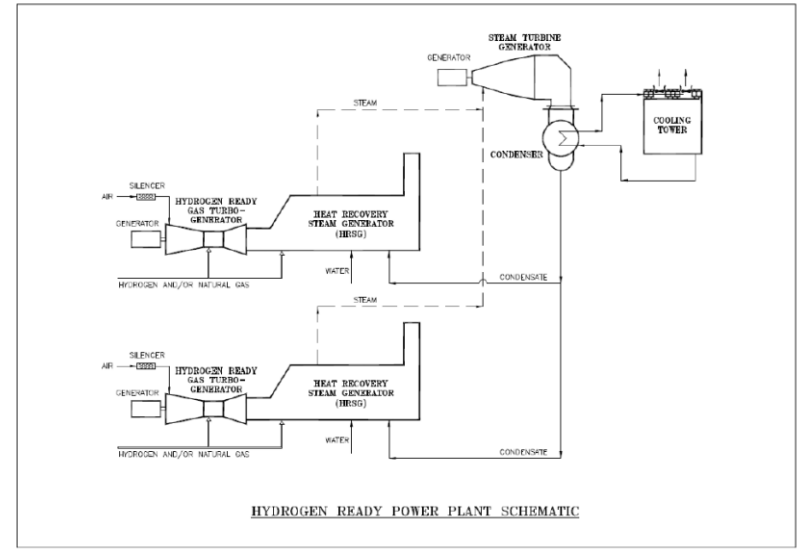 STEAM TURBINE
GENERATOR
GENERATOR
STEAM
COOLING
TOWER
CONDENSER
SILENCER
AIR
HYDROGEN READY
GAS TURBO-
GENERATOR
GENERATOR
HEAT RECOVERY
STEAM GENERATOR
(HRSG)
WATER
CONDENSATE
HYDROGEN AND/OR NATURAL GAS
STEAM
SILENCER
AIR
HYDROGEN READY
GAS TURBO-
GENERATOR
GENERATOR
HEAT RECOVERY
STEAM GENERATOR
(HRSG)
WATER
CONDENSATE
HYDROGEN AND/OR NATURAL GAS
HYDROGEN READY POWER PLANT SCHEMATIC